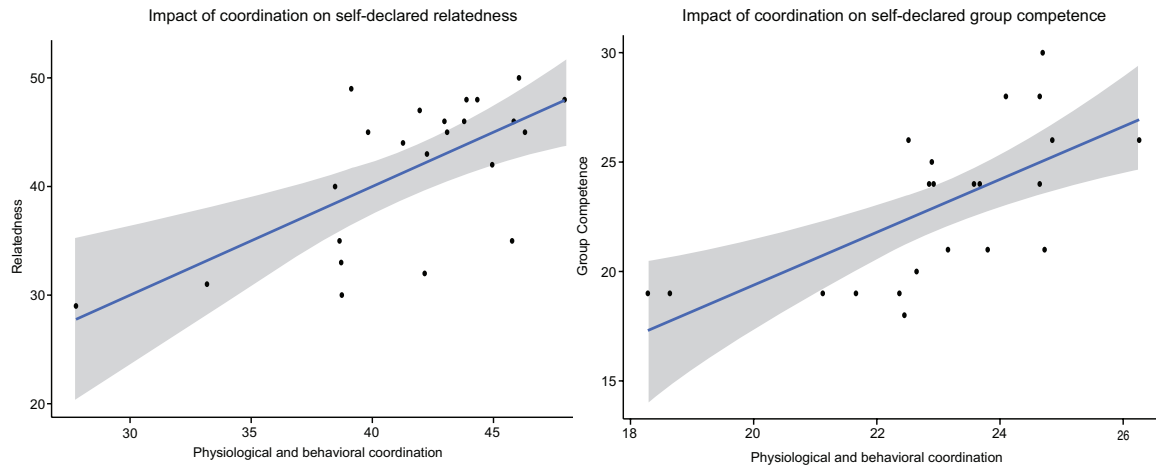 Impact of coordination on self-declared relatedness
Relatedness
50
40
30
20
30
35
40
45
Physiological and behavioral coordination
Impact of coordination on self-declared group competence
Group Competence
30
25
20
15
18
20
22
24
26
Physiological and behavioral coordination